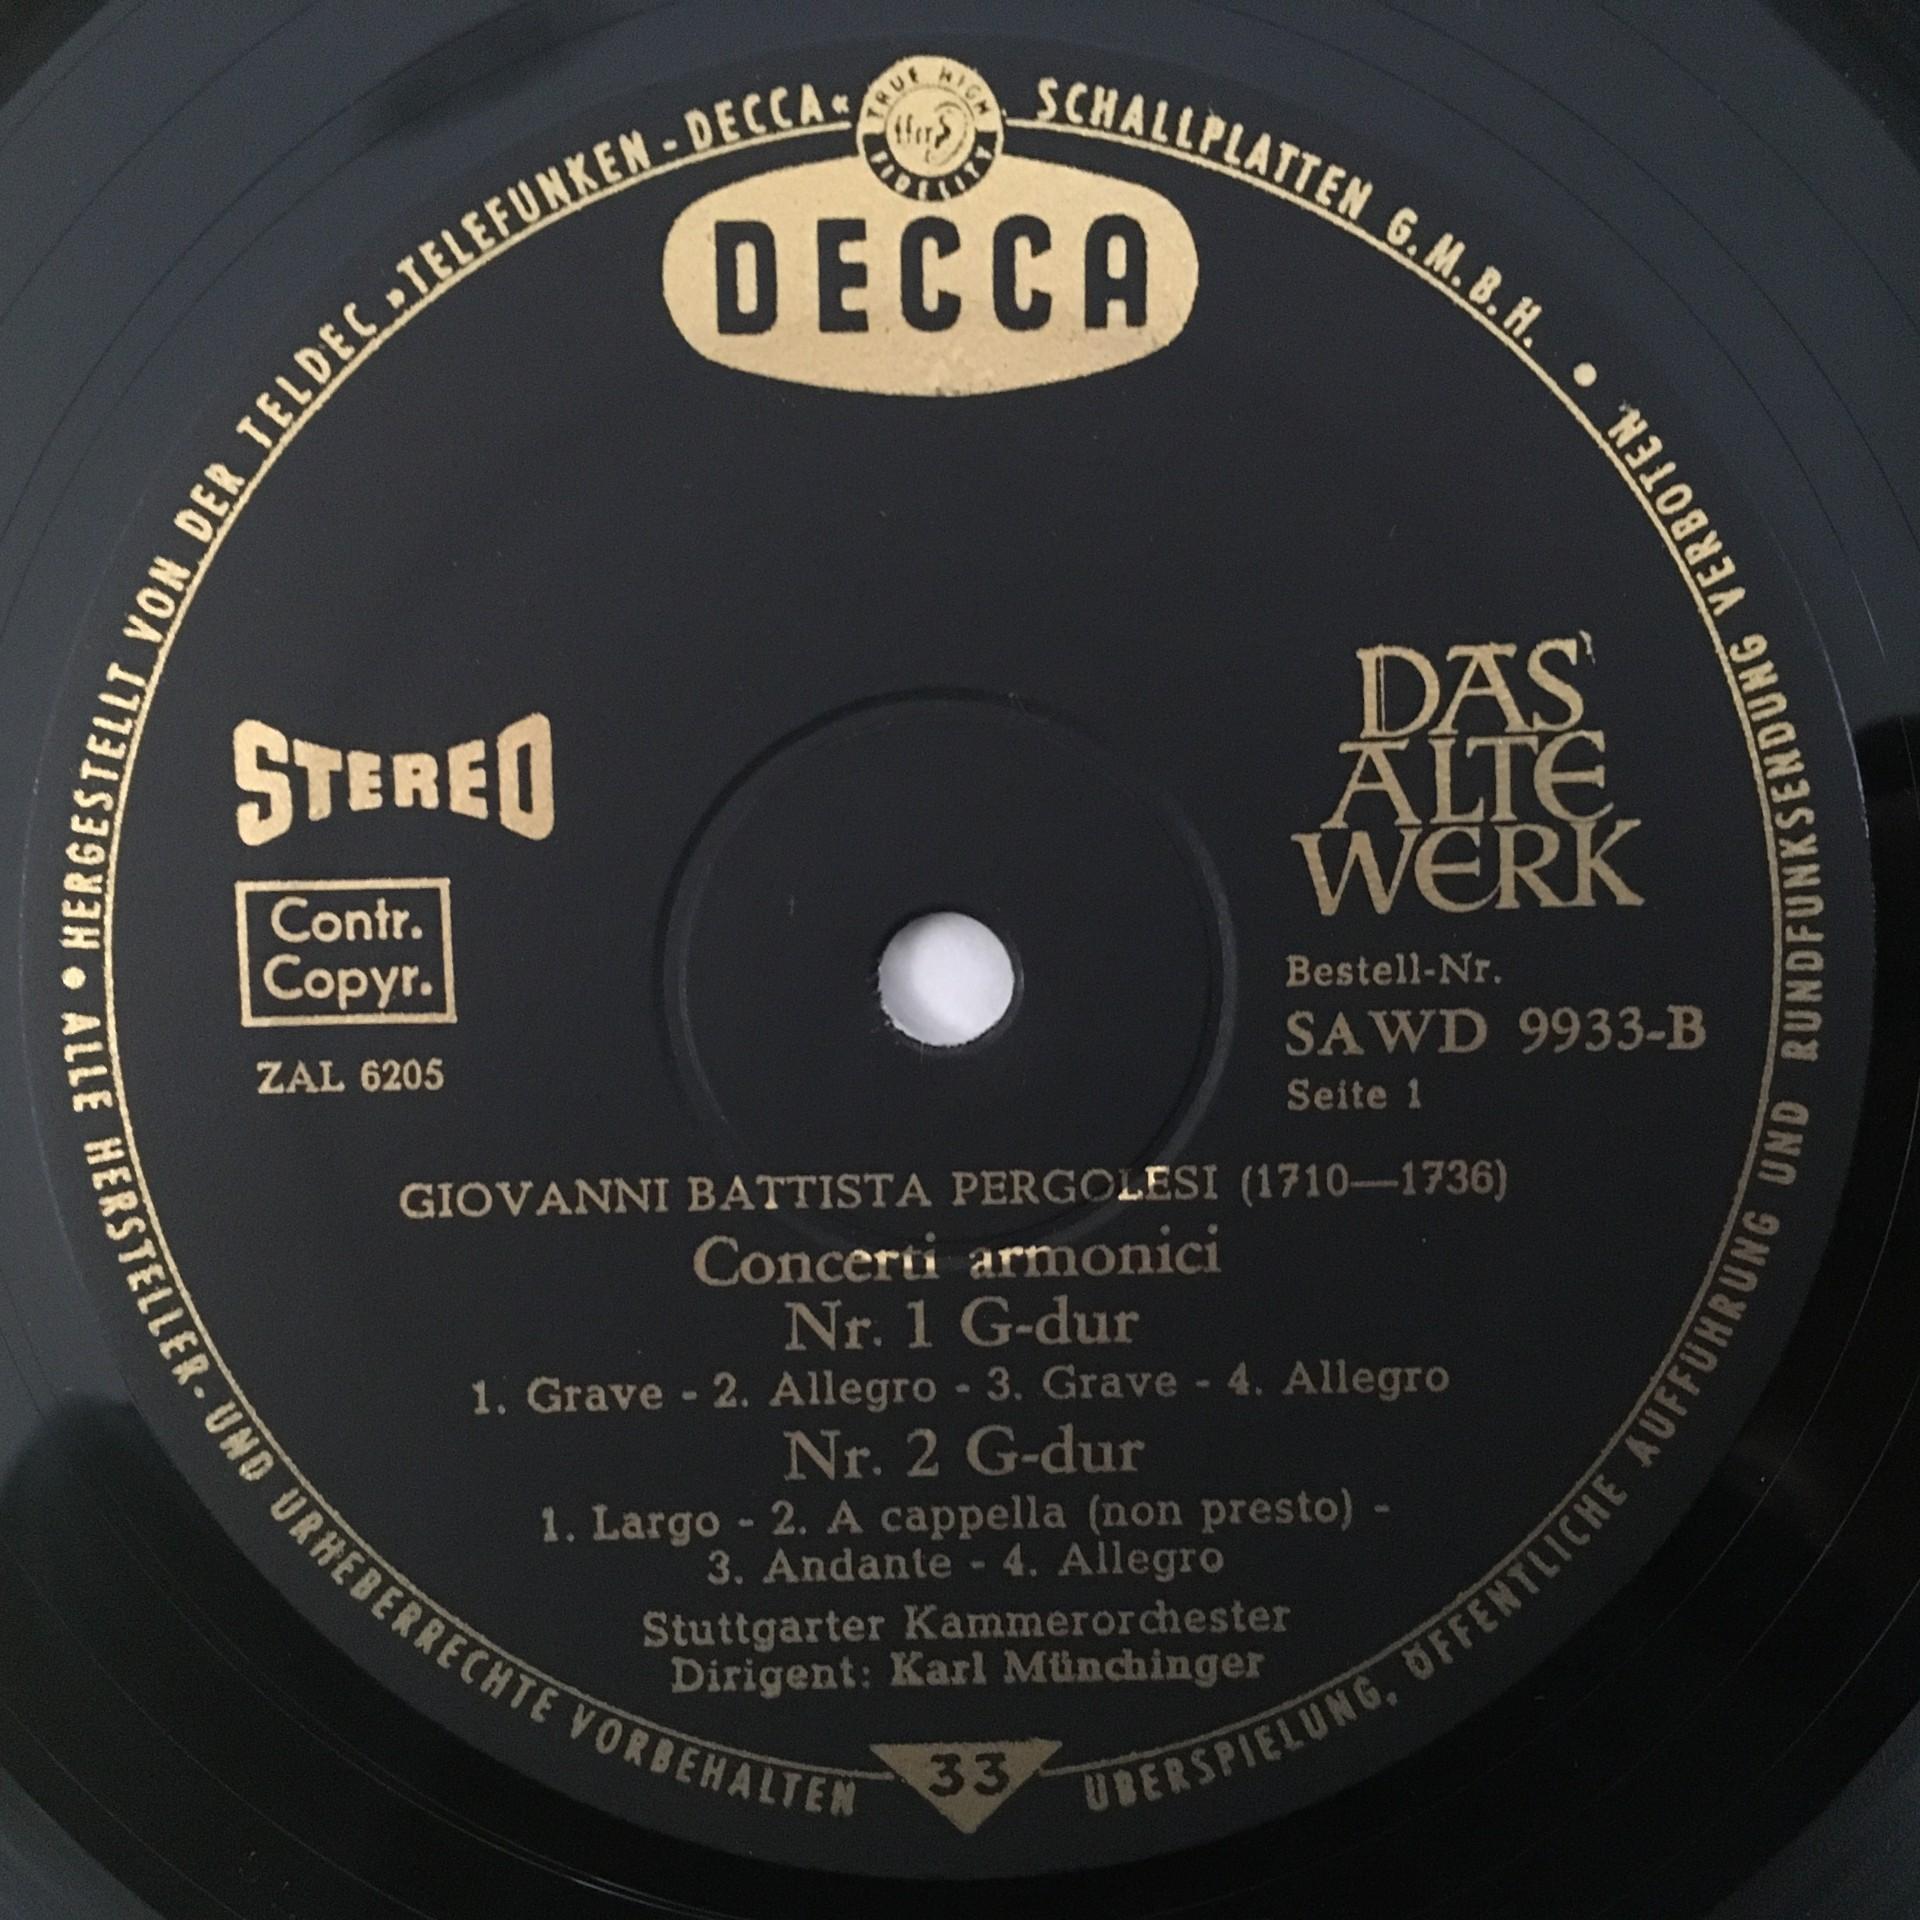 HERGESTELLT VON DER TELDEC »TELEFUNKEN-DECCA« SCHALLPLATTEN G.M.B.H. •
TRUE HIGH
ffrr
FIDELITY
DECCA
STEREO
Contr.
Copyr.
ZAL 6205
DAS
ALTE
WERK
Bestell-Nr.
SAWD 9933-B
Seite 1
GIOVANNI BATTISTA PERGOLESI (1710—1736)
Concerti armonici
Nr. 1 G-dur
1. Grave - 2. Allegro - 3. Grave - 4. Allegro
Nr. 2 G-dur
1. Largo - 2. A cappella (non presto) -
3. Andante - 4. Allegro
Stuttgarter Kammerorchester
Dirigent: Karl Münchinger
33
• ALLE HERSTELLER- UND URHEBERRECHTE VORBEHALTEN
ÜBERSPIELUNG, ÖFFENTLICHE AUFFÜHRUNG UND RUNDFUNKSENDUNG VERBOTEN.